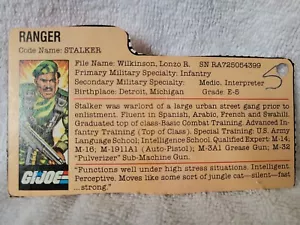 RANGER
Code Name: STALKER
File Name: Wilkinson, Lonzo R. SN RA725054399
Primary Military Specialty: Infantry
Secondary Military Specialty: Medic. Interpreter
Birthplace: Detroit, Michigan Grade: E-5
Stalker was warlord of a large urban street gang prior to
enlistment. Fluent in Spanish, Arabic, French, and Swahili.
Graduated top of class: Basic Combat Training. Advanced In-
fantry Training (Top of Class). Special Training: U.S. Army
Language School; Intelligence School. Qualified Expert: M-14,
M-16; M-1911A1 (Auto-Pistol); M-3A1 Grease Gun; M-32
"Pulverizer" Sub-Machine Gun.
"Functions well under high stress situations. Intelligent.
Perceptive. Moves like some sort of jungle cat—silent—fast
... strong."
G.I.JOE